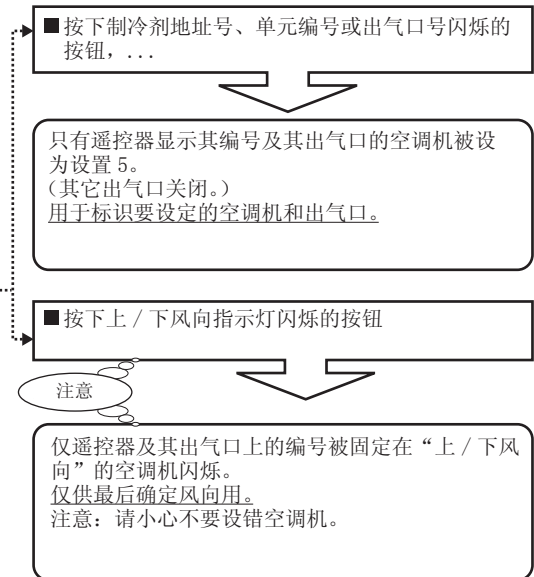 ■按下制冷剂地址号、单元编号或出气口号闪烁的
按钮，...
只有遥控器显示其编号及其出气口的空调机被设
为设置 5。
（其它出气口关闭。）
用于标识要设定的空调机和出气口。
■按下上 / 下风向指示灯闪烁的按钮
注意
仅遥控器及其出气口上的编号被固定在“上 / 下风
向”的空调机闪烁。
仅供最后确定风向用。
注意：请小心不要设错空调机。